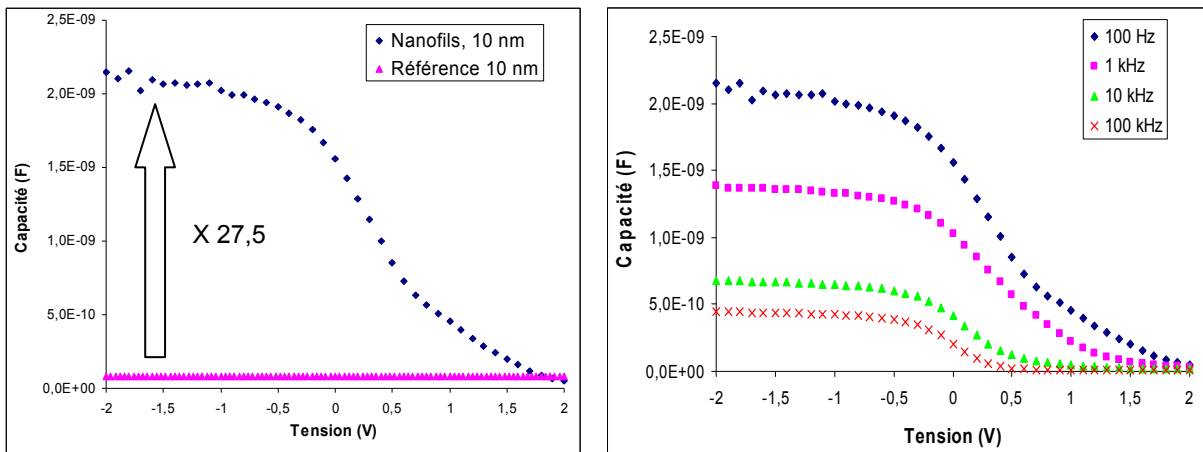 2,5E-09
2,0E-09
1,5E-09
1,0E-09
5,0E-10
0,0E+00
Capacité (F)
Nanofils, 10 nm
Référence 10 nm
X 27,5
-2 -1,5 -1 -0,5 0 0,5 1 1,5 2
Tension (V)
2,5E-09
2,0E-09
1,5E-09
1,0E-09
5,0E-10
0,0E+00
Capacité (F)
100 Hz
1 kHz
10 kHz
100 kHz
-2 -1,5 -1 -0,5 0 0,5 1 1,5 2
Tension (V)